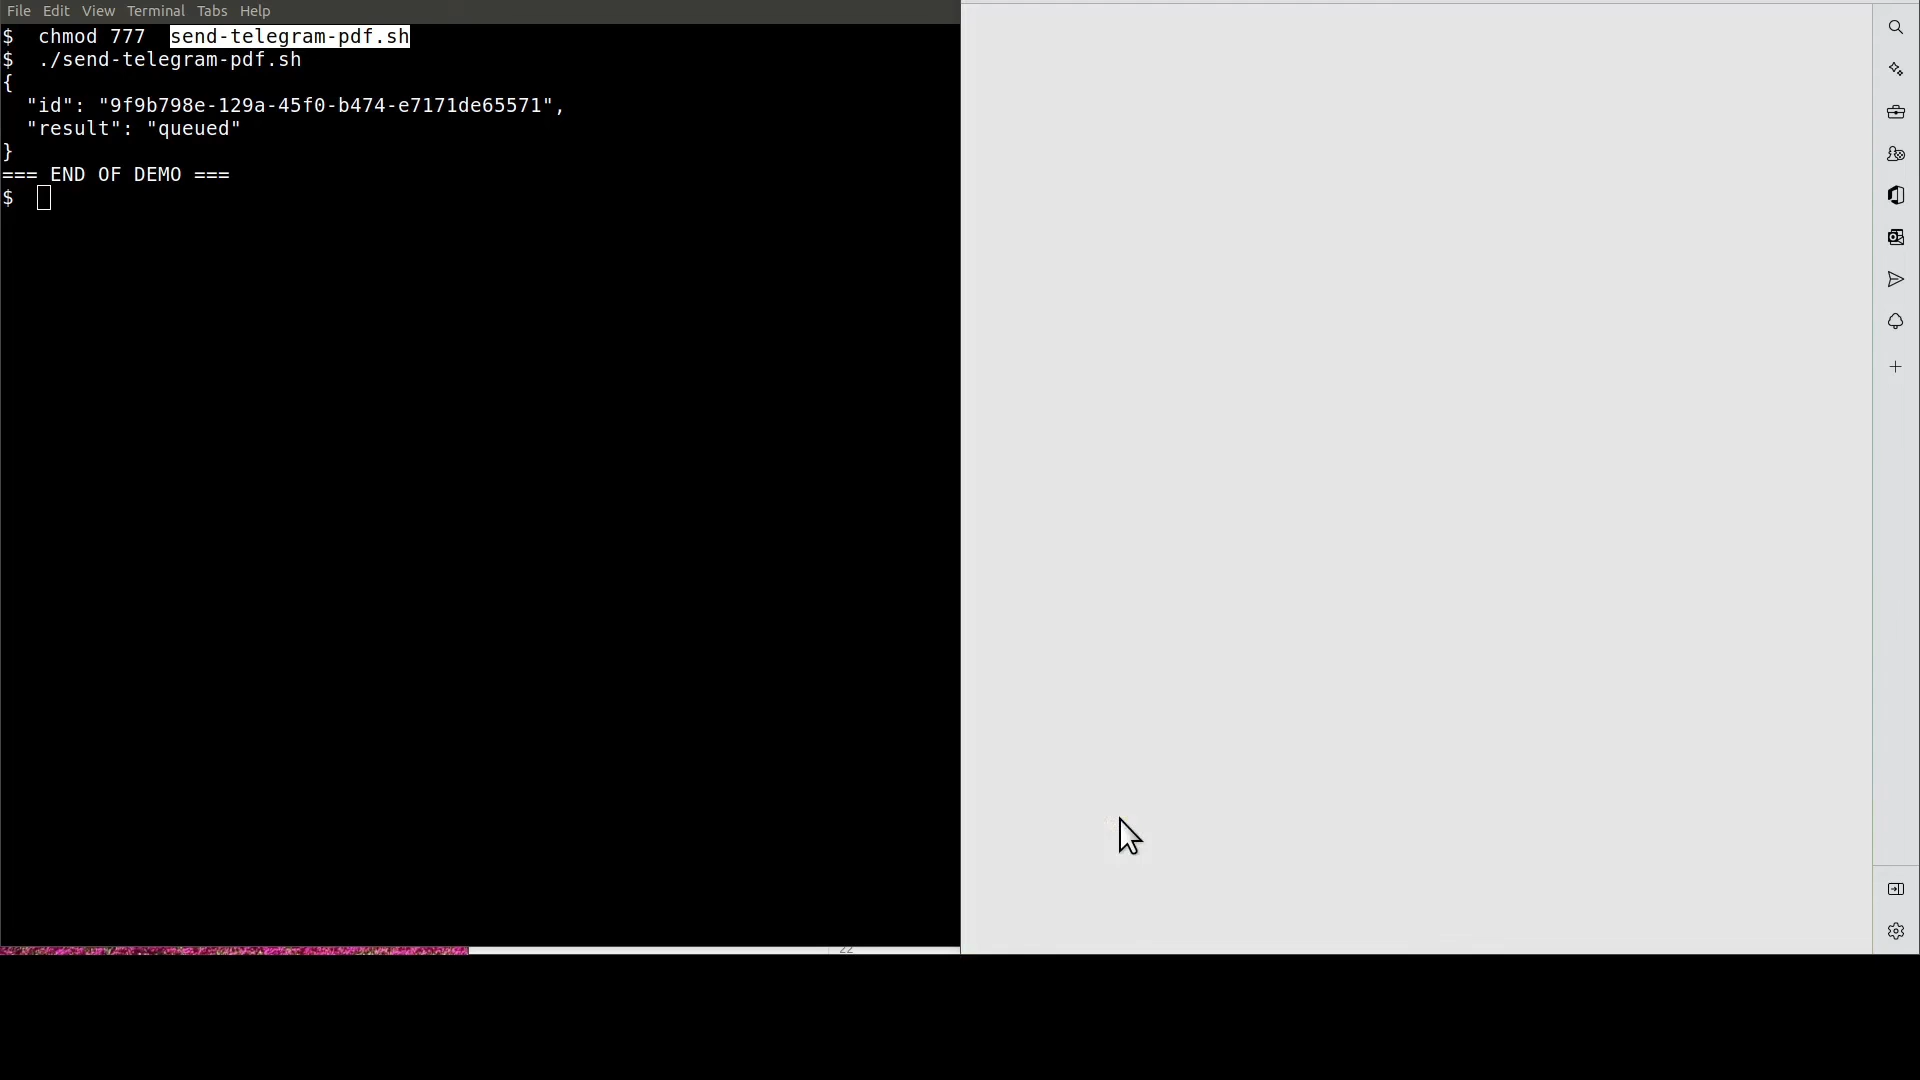 File Edit View Terminal Tabs Help
$  chmod 777  send-telegram-pdf.sh
$  ./send-telegram-pdf.sh
{
  "id": "9f9b798e-129a-45f0-b474-e7171de65571",
  "result": "queued"
}
=== END OF DEMO ===
$
22